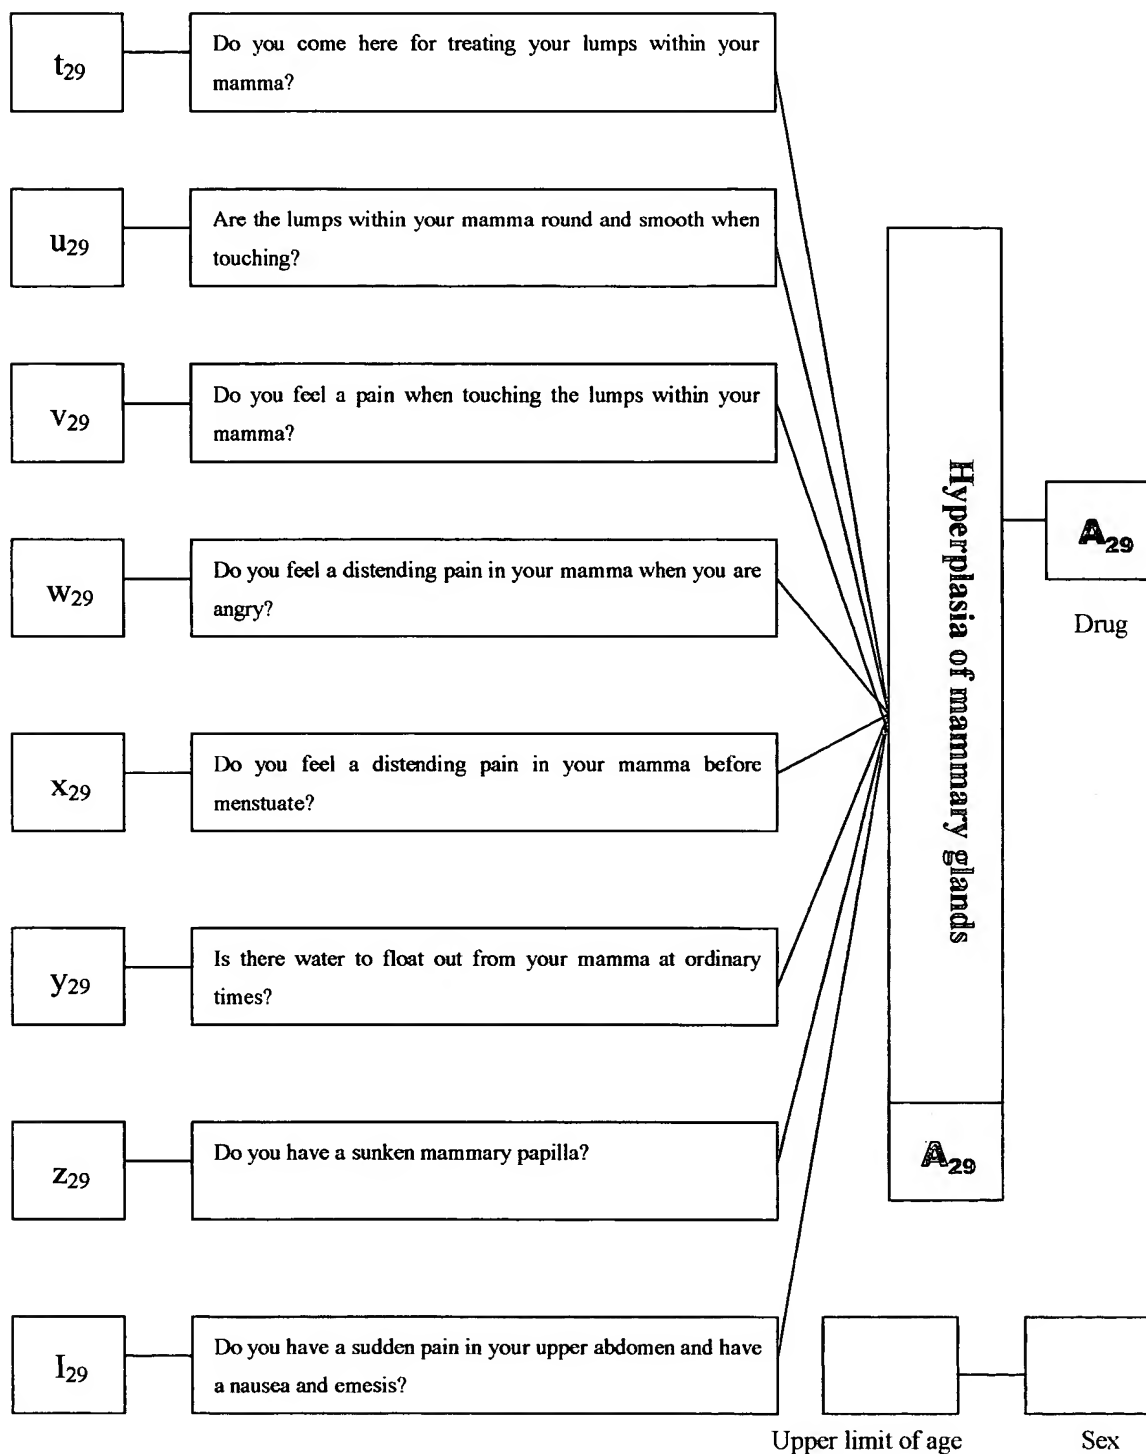 t29
Do you come here for treating your lumps within your
mamma?
u29
Are the lumps within your mamma round and smooth when
touching?
v29
Do you feel a pain when touching the lumps within your
mamma?
w29
Do you feel a distending pain in your mamma when you are
angry?
x29
Do you feel a distending pain in your mamma before
menstuate?
y29
Is there water to float out from your mamma at ordinary
times?
z29
Do you have a sunken mammary papilla?
I29
Do you have a sudden pain in your upper abdomen and have
a nausea and emesis?
Hyperplasia of mammary glands
A29
A29
Drug
Upper limit of age
Sex